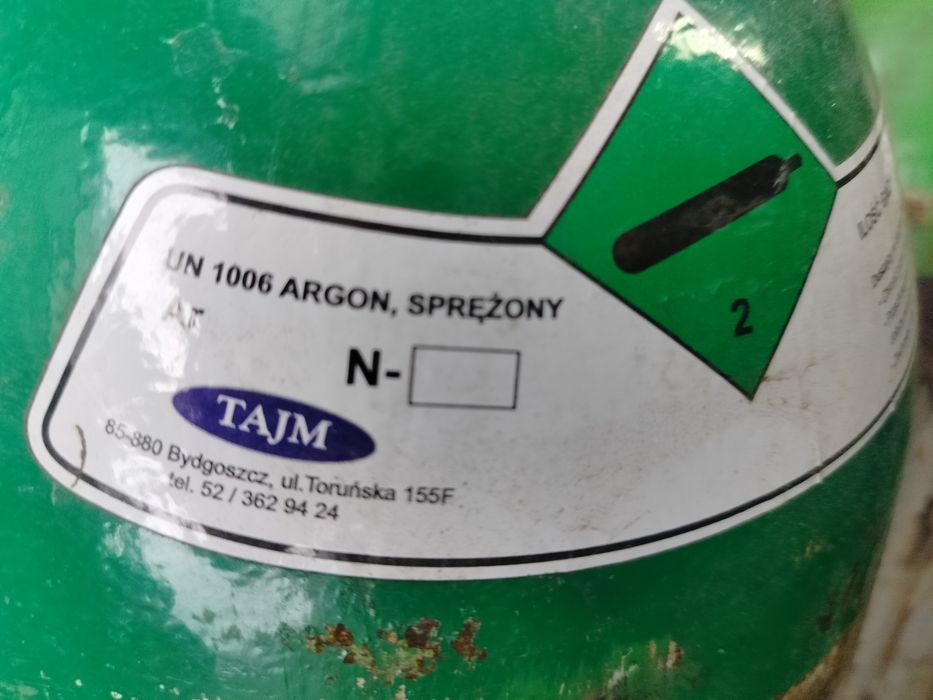 UN 1006 ARGON, SPRĘŻONY
Ar
N-
TAJM
85-880 Bydgoszcz, ul.Toruńska 155F
tel. 52 / 362 94 24
2